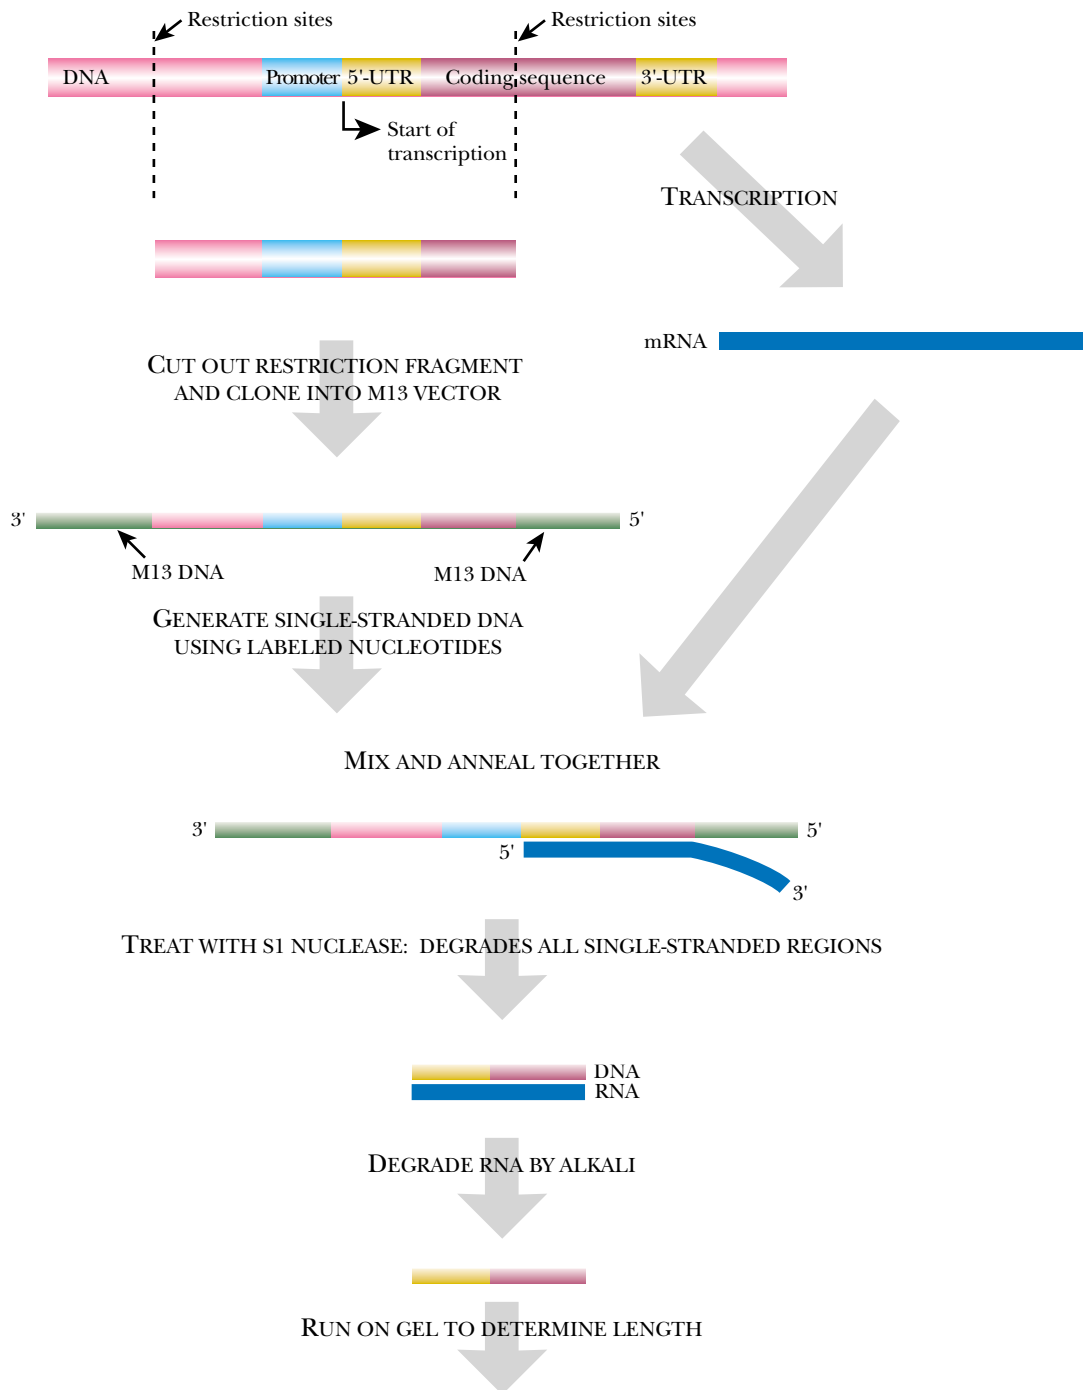 Restriction sites
Restriction sites
DNA
Promoter
5'-UTR
Coding sequence
3'-UTR
Start of
transcription
TRANSCRIPTION
mRNA
CUT OUT RESTRICTION FRAGMENT
AND CLONE INTO M13 VECTOR
3'
5'
M13 DNA
M13 DNA
GENERATE SINGLE-STRANDED DNA
USING LABELED NUCLEOTIDES
MIX AND ANNEAL TOGETHER
3'
5'
5'
3'
TREAT WITH S1 NUCLEASE: DEGRADES ALL SINGLE-STRANDED REGIONS
DNA
RNA
DEGRADE RNA BY ALKALI
RUN ON GEL TO DETERMINE LENGTH